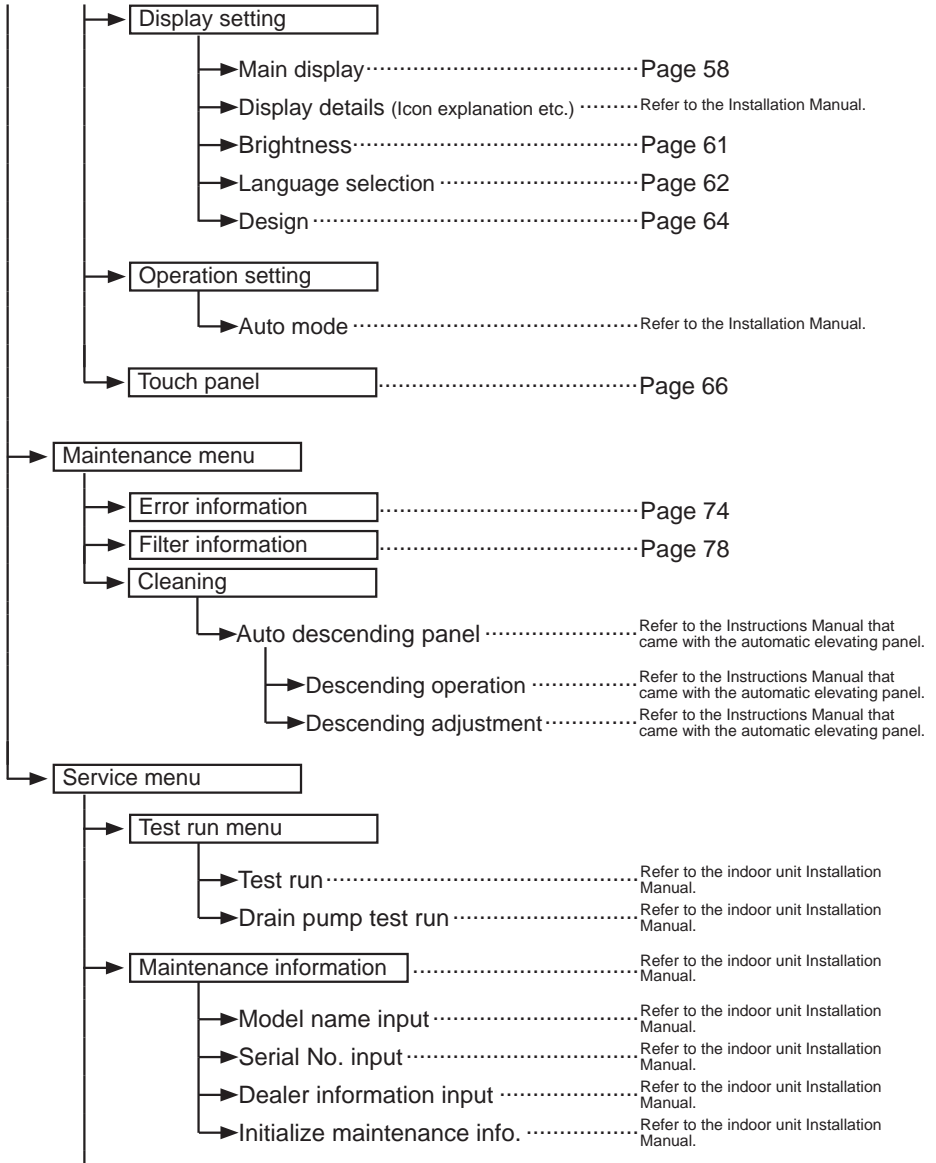 Display setting
Main display Page 58
Display details (Icon explanation etc.) Refer to the Installation Manual.
Brightness Page 61
Language selection Page 62
Design Page 64
Operation setting
Auto mode Refer to the Installation Manual.
Touch panel Page 66
Maintenance menu
Error information Page 74
Filter information Page 78
Cleaning
Auto descending panel Refer to the Instructions Manual that
came with the automatic elevating panel.
Descending operation Refer to the Instructions Manual that
came with the automatic elevating panel.
Descending adjustment Refer to the Instructions Manual that
came with the automatic elevating panel.
Service menu
Test run menu
Test run Refer to the indoor unit Installation
Manual.
Drain pump test run Refer to the indoor unit Installation
Manual.
Maintenance information Refer to the indoor unit Installation
Manual.
Model name input Refer to the indoor unit Installation
Manual.
Serial No. input Refer to the indoor unit Installation
Manual.
Dealer information input Refer to the indoor unit Installation
Manual.
Initialize maintenance info. Refer to the indoor unit Installation
Manual.